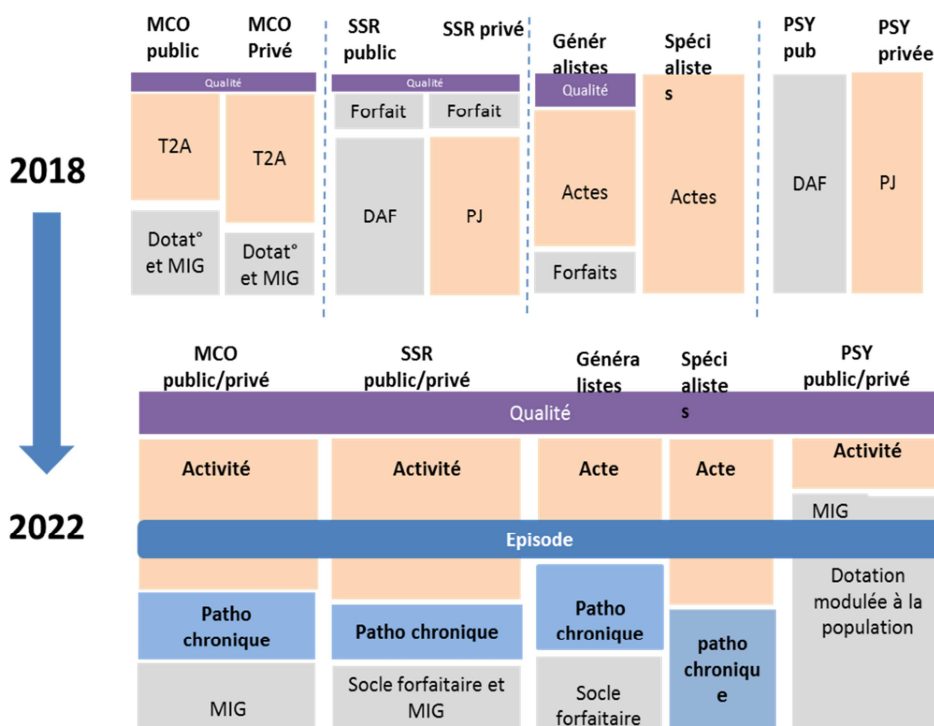 MCO
public
MCO
Privé
SSR
public
SSR privé
Génér
alistes
Spéci
aliste
s
PSY
pub
PSY
privée
Qualité
Qualité
Qualité
2018
T2A
T2A
Forfait
Forfait
DAF
PJ
Actes
Actes
DAF
PJ
Dotat°
et MIG
Dotat°
et MIG
Forfaits
MCO
public/privé
SSR
public/privé
Généra
listes
Spéci
aliste
s
PSY
public/privé
Qualité
2022
Activité
Activité
Acte
Acte
Activité
MIG
Episode
Patho
chronique
Patho chronique
Patho
chronique
patho
chroniqu
e
Dotation
modulée à la
population
MIG
Socle forfaitaire et
MIG
Socle
forfaitaire